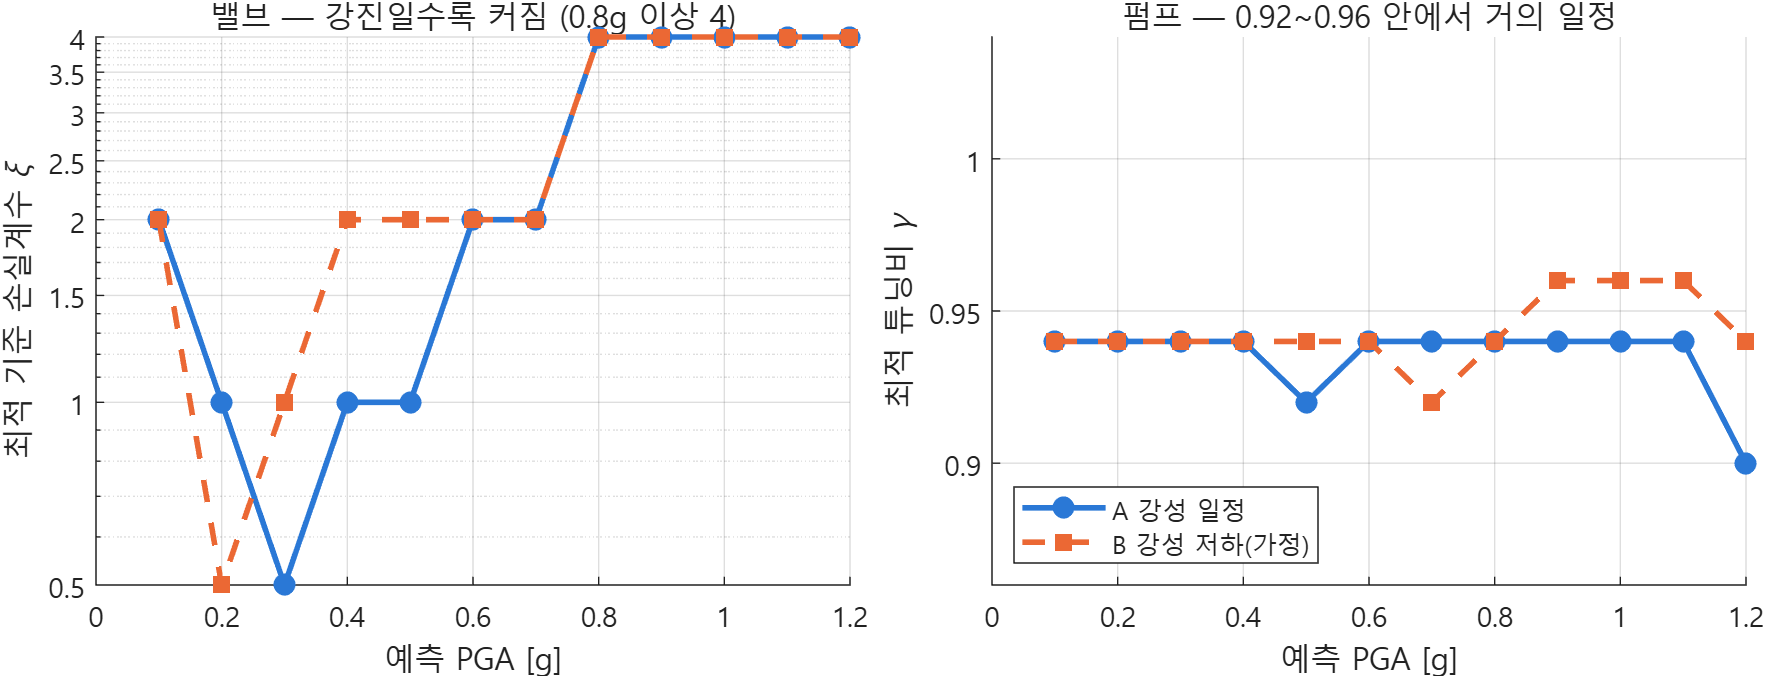 밸브 — 강진일수록 커짐 (0.8g 이상 4)
최적 기준 손실계수 ξ
4
3.5
3
2.5
2
1.5
1
0.5
0 0.2 0.4 0.6 0.8 1 1.2
예측 PGA [g]
펌프 — 0.92~0.96 안에서 거의 일정
최적 튜닝비 γ
1
0.95
0.9
A 강성 일정
B 강성 저하(가정)
0 0.2 0.4 0.6 0.8 1 1.2
예측 PGA [g]